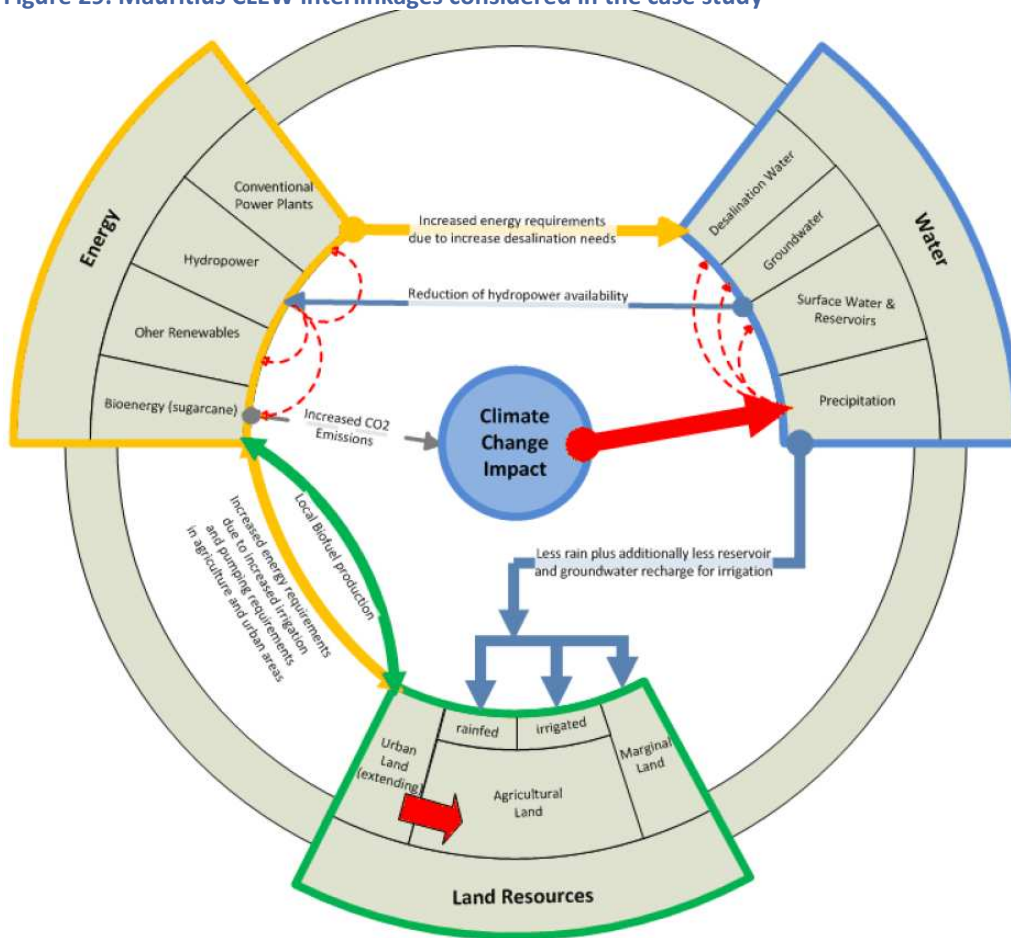 Figure 29: Mauritius CLEW interlinkages considered in the case study
Energy
Conventional
Power Plants
Hydropower
Oher Renewables
Bioenergy (sugarcane)
Increased energy requirements
due to increase desalination needs
Reduction of hydropower availability
Increased CO2
Emissions
Climate
Change
Impact
Water
Desalination Water
Groundwater
Surface Water &
Reservoirs
Precipitation
Local Biofuel production
Increased energy requirements
due to increased irrigation
and pumping requirements
in agriculture and urban areas
Less rain plus additionally less reservoir
and groundwater recharge for irrigation
Urban
Land
(extending)
rainfed
irrigated
Marginal
Land
Agricultural
Land
Land Resources